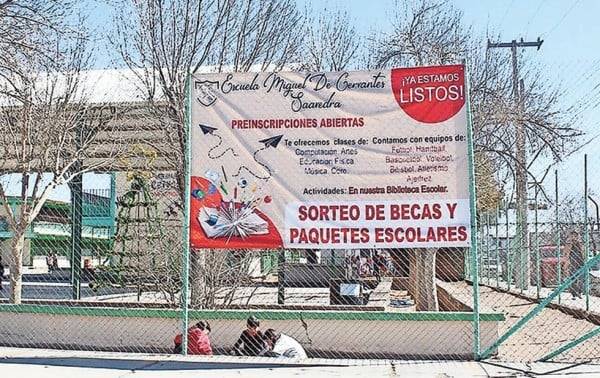 Escuela Miguel De Cervantes
Saavedra
¡YA ESTAMOS
LISTOS!
PREINSCRIPCIONES ABIERTAS
Te ofrecemos clases de:
Computación, Artes
Educación Física
Música, Coro.
Contamos con equipos de:
Futbol, Handball,
Basquetbol, Voleibol,
Béisbol, Atletismo
Ajedrez
Actividades: En nuestra Biblioteca Escolar.
SORTEO DE BECAS Y
PAQUETES ESCOLARES